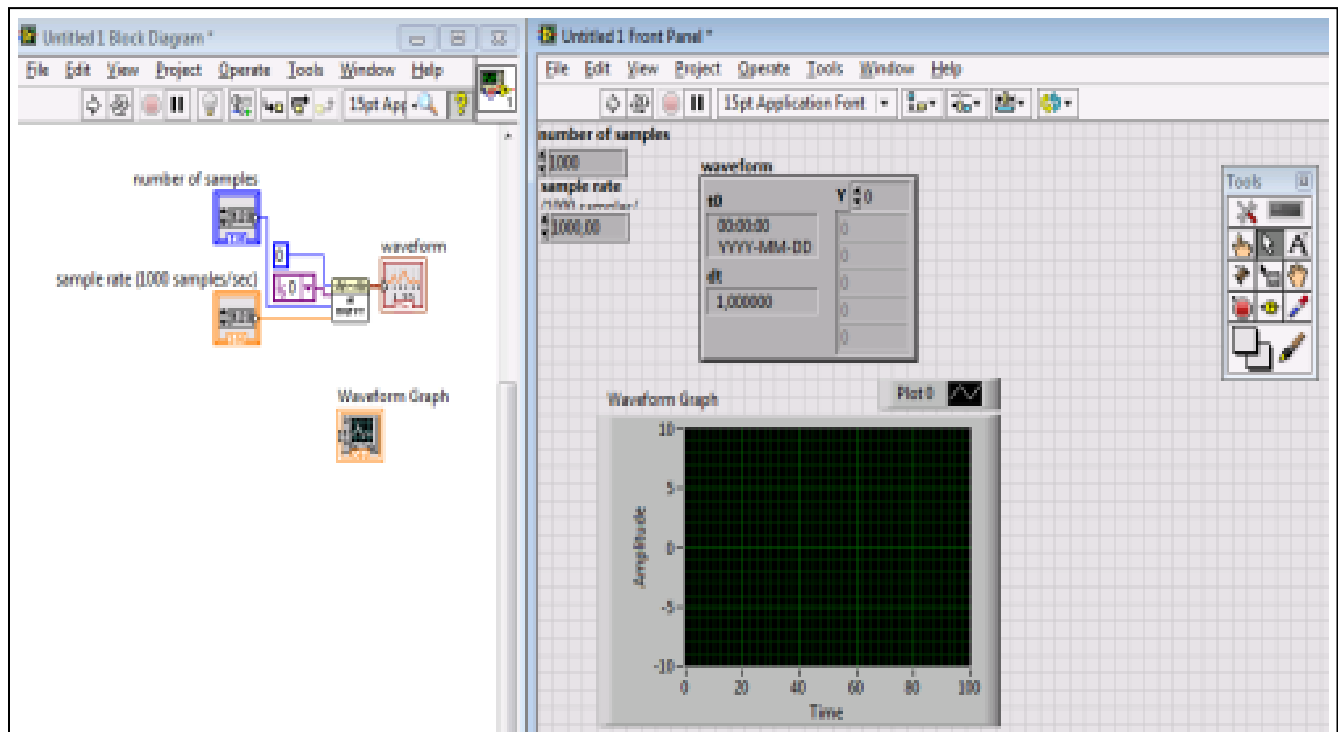 Untitled 1 Block Diagram *
File Edit View Project Operate Tools Window Help
15pt App
1
number of samples
0
waveform
sample rate (1000 samples/sec)
0
Waveform Graph
Untitled 1 Front Panel *
File Edit View Project Operate Tools Window Help
15pt Application Font
number of samples
1000
sample rate
(1000 samples/
1000,00
waveform
t0
00:00:00
YYYY-MM-DD
dt
1,000000
Y 0
0
0
0
0
0
Tools
A
Waveform Graph
Plot 0
Amplitude
10
5
0
-5
-10
0 20 40 60 80 100
Time